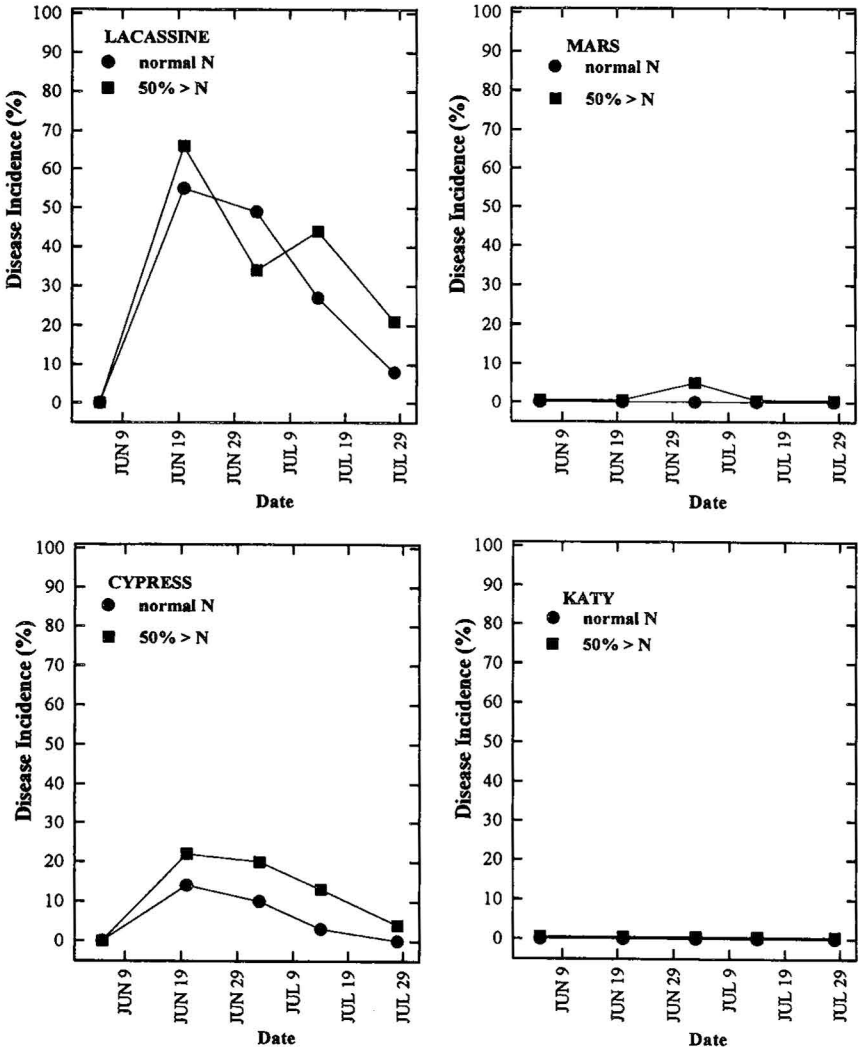 LACASSINE
normal N
50% > N
100
90
80
70
60
50
40
30
20
10
0
Disease Incidence (%)
JUN 9
JUN 19
JUN 29
JUL 9
JUL 19
JUL 29
Date
MARS
normal N
50% > N
100
90
80
70
60
50
40
30
20
10
0
Disease Incidence (%)
JUN 9
JUN 19
JUN 29
JUL 9
JUL 19
JUL 29
Date
CYPRESS
normal N
50% > N
100
90
80
70
60
50
40
30
20
10
0
Disease Incidence (%)
JUN 9
JUN 19
JUN 29
JUL 9
JUL 19
JUL 29
Date
KATY
normal N
50% > N
100
90
80
70
60
50
40
30
20
10
0
Disease Incidence (%)
JUN 9
JUN 19
JUN 29
JUL 9
JUL 19
JUL 29
Date